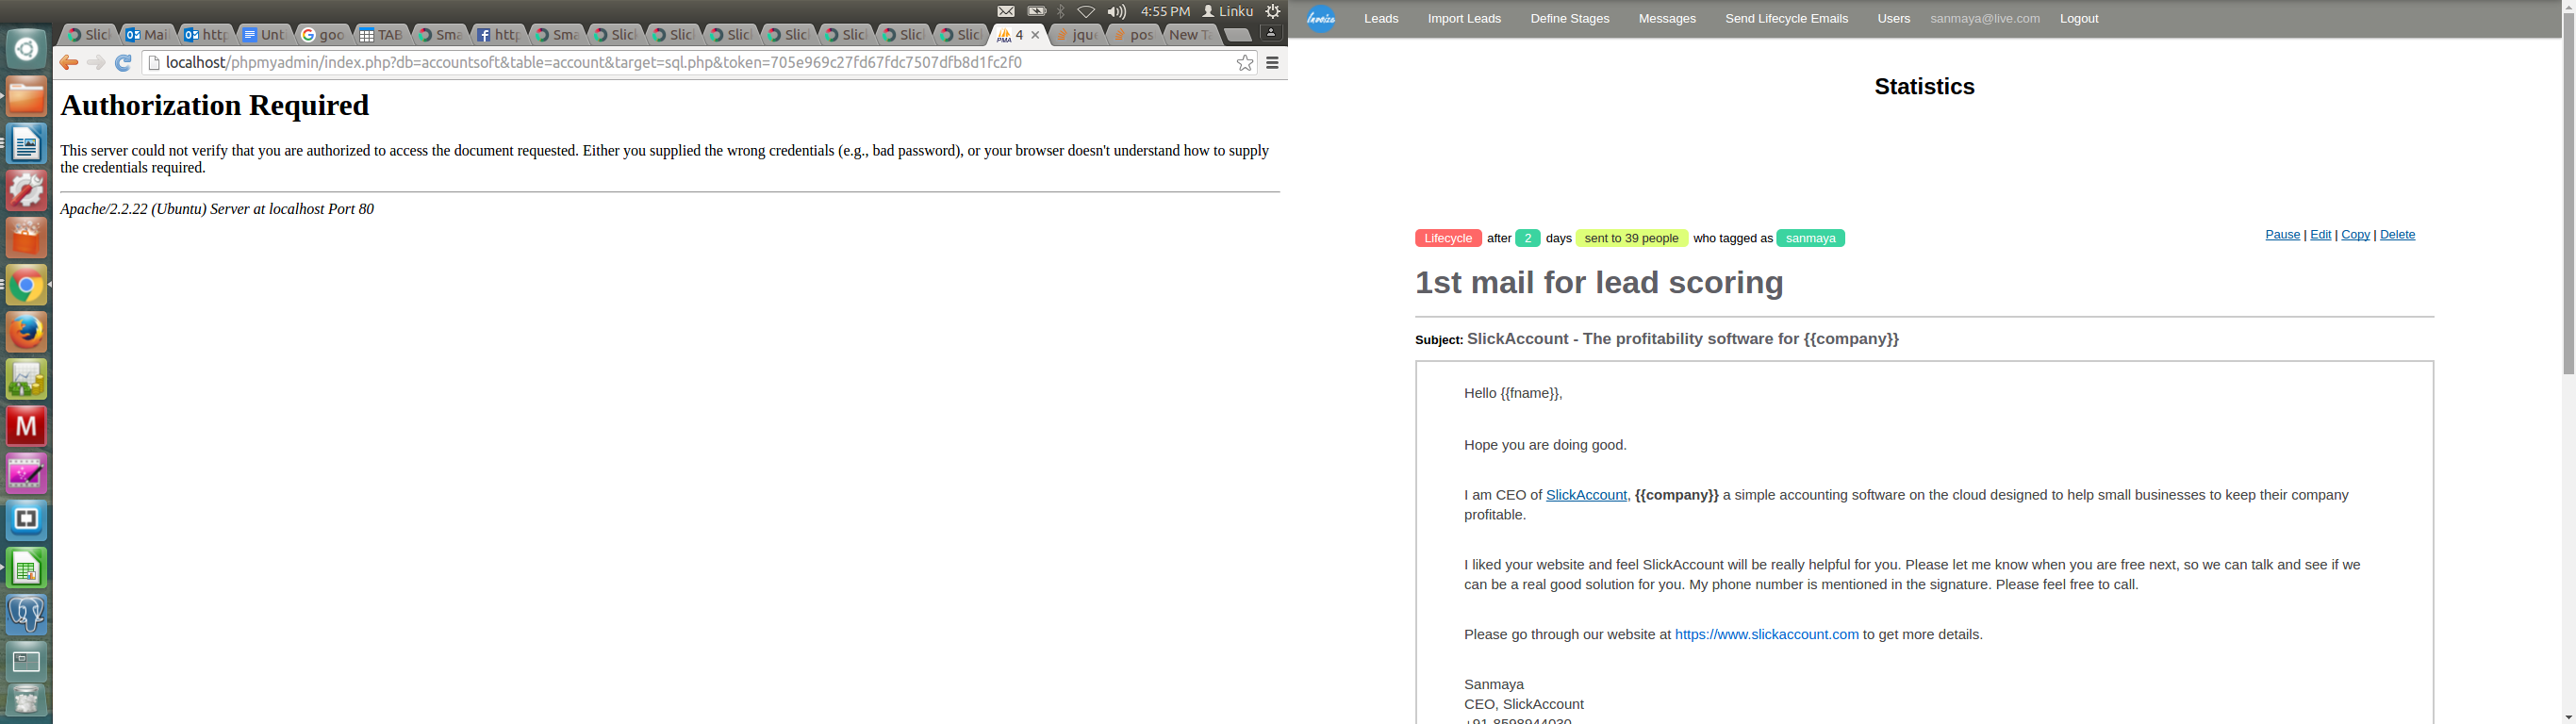 4:55 PM Linku
Slic Mail http Unt goo TAB Sma http Sma Slick Slic Slic Slic Slic Slic Slic PMA 4 jque pos New T
localhost/phpmyadmin/index.php?db=accountsoft&table=account&target=sql.php&token=705e969c27fd67fdc7507dfb8d1fc2f0
Authorization Required
This server could not verify that you are authorized to access the document requested. Either you supplied the wrong credentials (e.g., bad password), or your browser doesn't understand how to supply
the credentials required.
Apache/2.2.22 (Ubuntu) Server at localhost Port 80
Leads Import Leads Define Stages Messages Send Lifecycle Emails Users sanmaya@live.com Logout
Statistics
Lifecycle after 2 days sent to 39 people who tagged as sanmaya
Pause | Edit | Copy | Delete
1st mail for lead scoring
Subject: SlickAccount - The profitability software for {{company}}
Hello {{fname}},
Hope you are doing good.
I am CEO of SlickAccount, {{company}} a simple accounting software on the cloud designed to help small businesses to keep their company
profitable.
I liked your website and feel SlickAccount will be really helpful for you. Please let me know when you are free next, so we can talk and see if we
can be a real good solution for you. My phone number is mentioned in the signature. Please feel free to call.
Please go through our website at https://www.slickaccount.com to get more details.
Sanmaya
CEO, SlickAccount
+91 8598944030